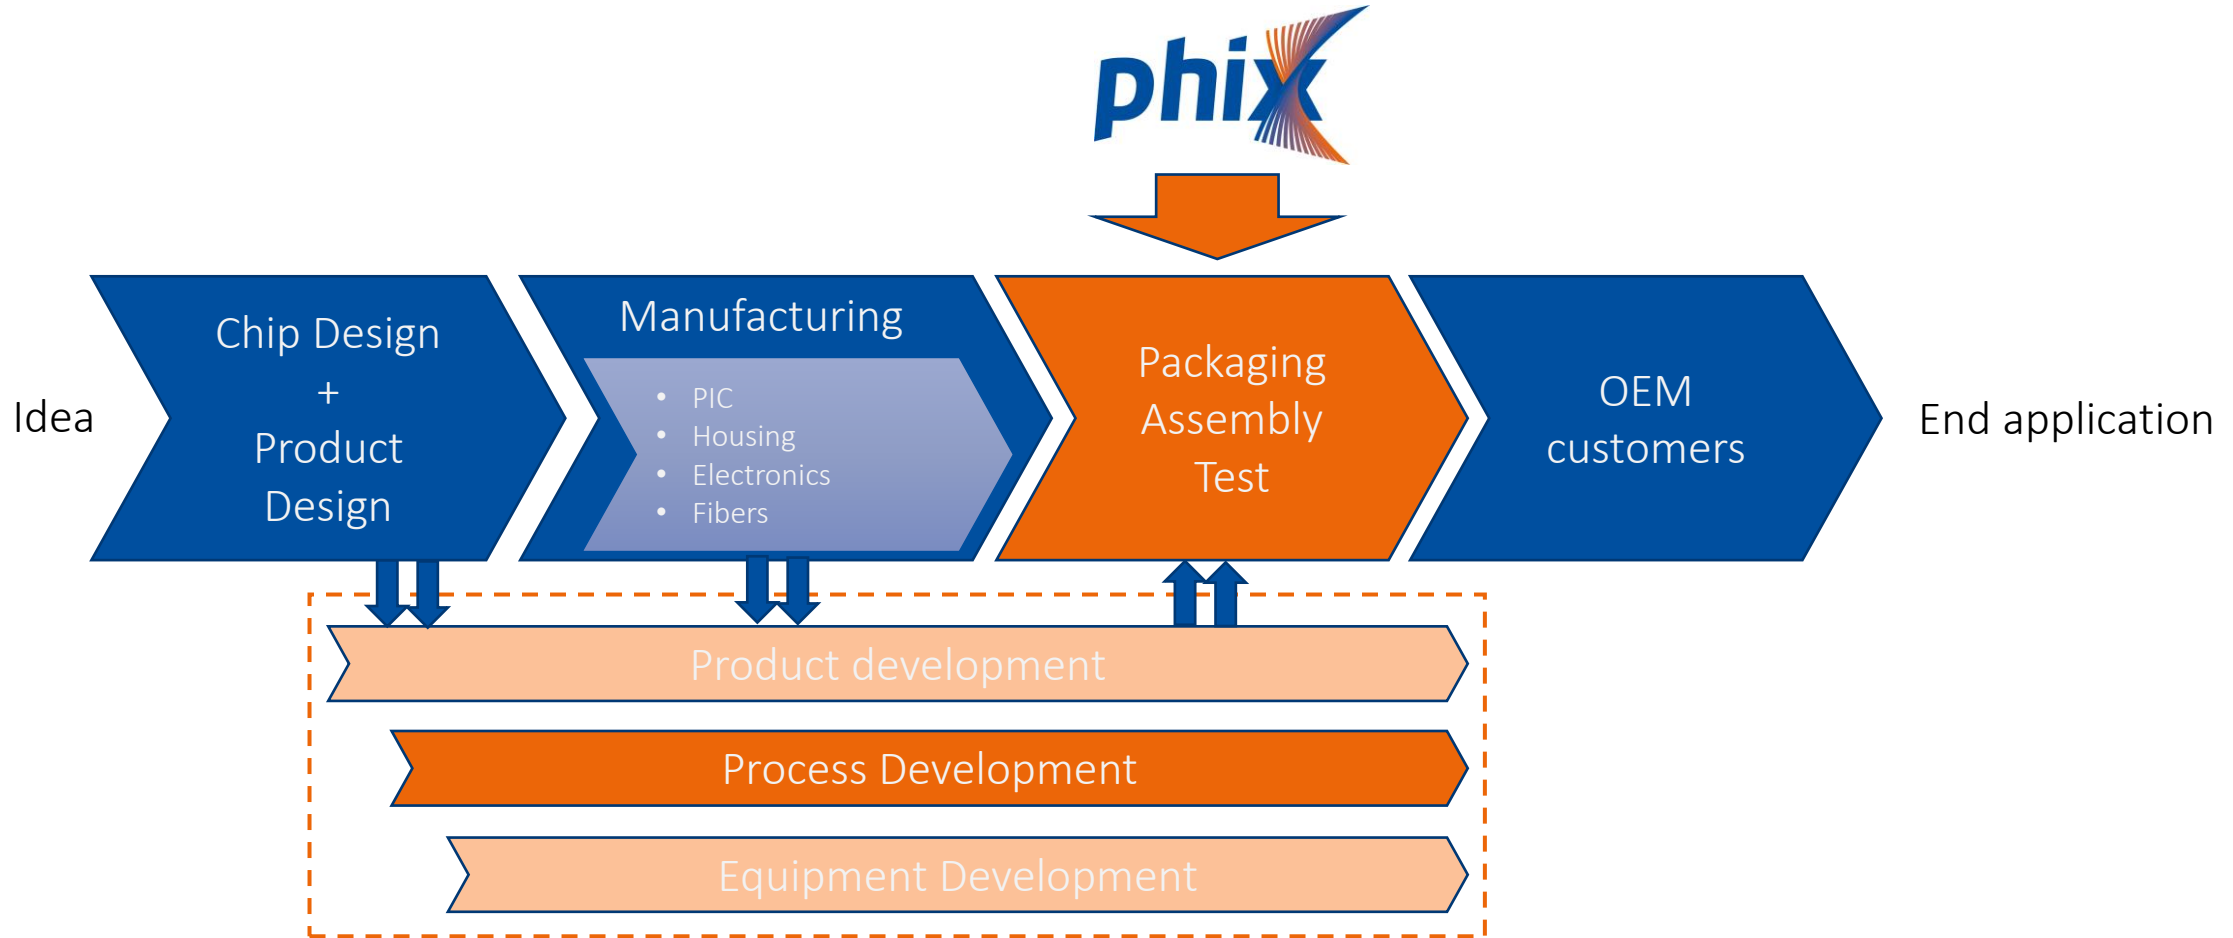 phix
Idea
Chip Design
+
Product
Design
Manufacturing
• PIC
• Housing
• Electronics
• Fibers
Packaging
Assembly
Test
OEM
customers
End application
Product development
Process Development
Equipment Development